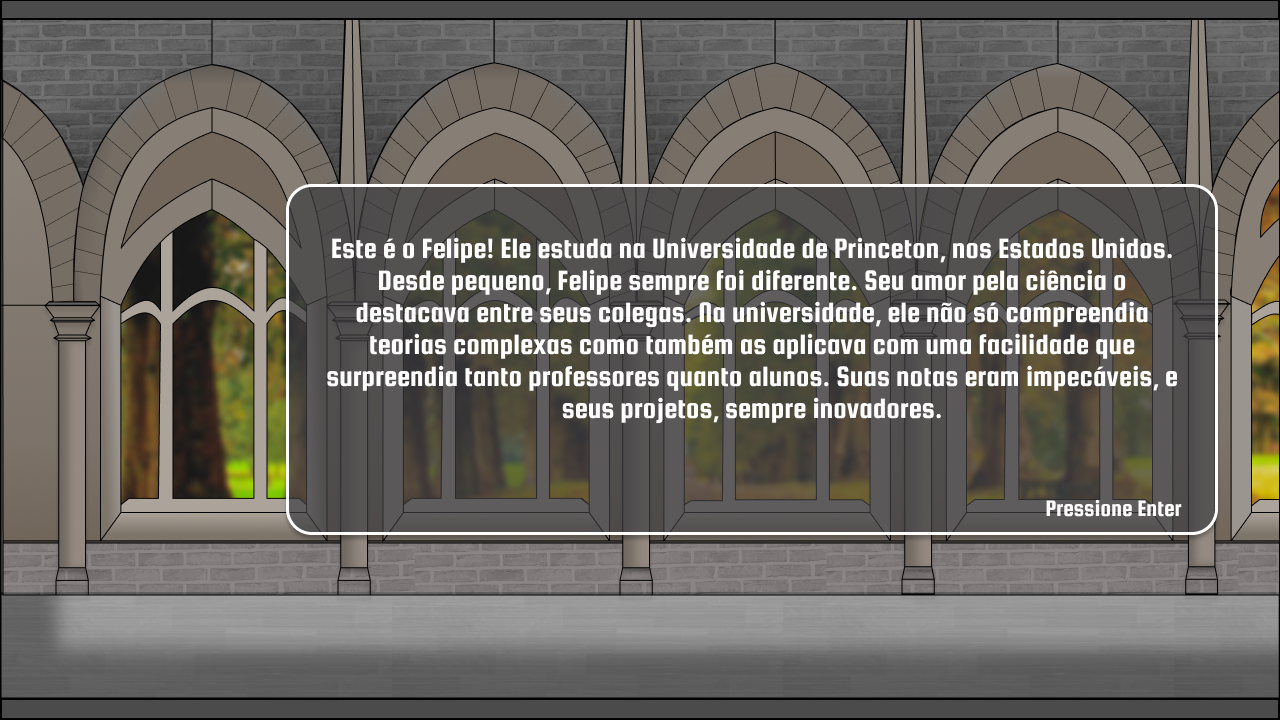 Este é o Felipe! Ele estuda na Universidade de Princeton, nos Estados Unidos.
Desde pequeno, Felipe sempre foi diferente. Seu amor pela ciência o
destacava entre seus colegas. Na universidade, ele não só compreendia
teorias complexas como também as aplicava com uma facilidade que
surpreendia tanto professores quanto alunos. Suas notas eram impecáveis, e
seus projetos, sempre inovadores.
Pressione Enter